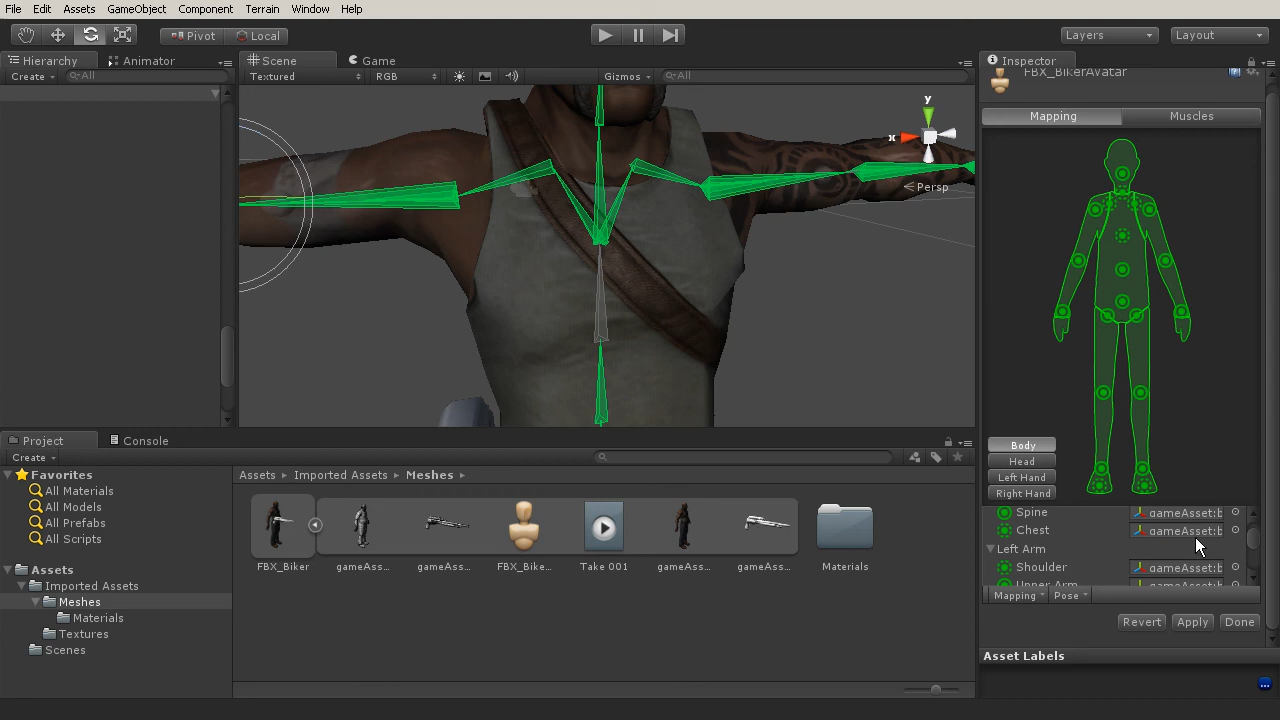 File Edit Assets GameObject Component Terrain Window Help
Pivot Local Layers Layout
Hierarchy Animator Scene Game Inspector
Create All Textured RGB Gizmos All
FBX_BikerAvatar
Mapping Muscles
y
x
Persp
Body
Head
Left Hand
Right Hand
Spine gameAsset:b
Chest gameAsset:b
Left Arm
Shoulder gameAsset:b
Upper Arm gameAsset:b
Mapping Pose
Revert Apply Done
Asset Labels
Project Console
Create
Favorites
All Materials
All Models
All Prefabs
All Scripts
Assets
Imported Assets
Meshes
Materials
Textures
Scenes
Assets Imported Assets Meshes
FBX_Biker gameAss... gameAss... FBX_Bike... Take 001 gameAss... gameAss... Materials